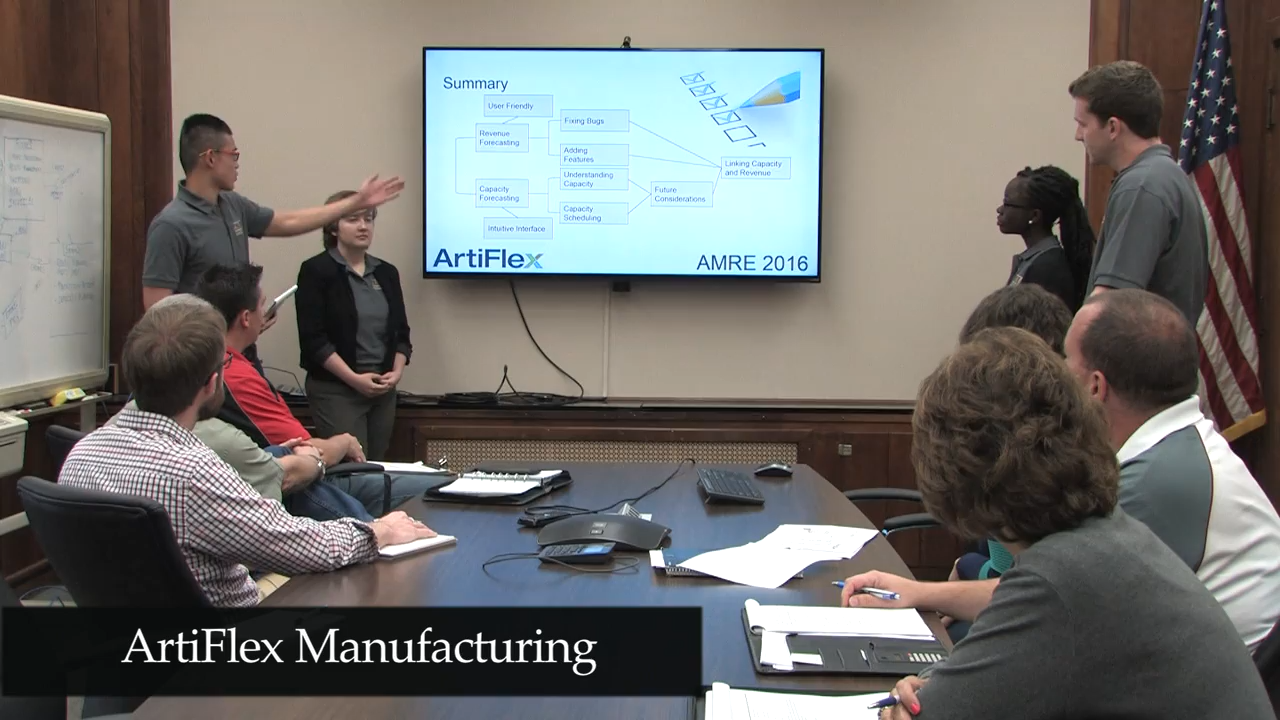 Summary
User Friendly
Revenue
Forecasting
Fixing Bugs
Adding
Features
Understanding
Capacity
Linking Capacity
and Revenue
Capacity
Forecasting
Future
Considerations
Capacity
Scheduling
Intuitive Interface
ArtiFlex
AMRE 2016
ArtiFlex Manufacturing